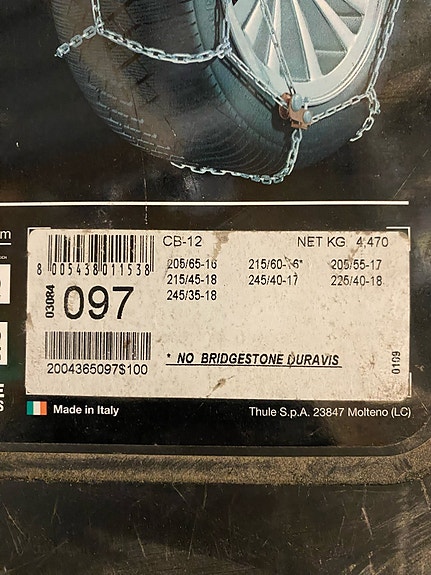 CB-12 NET KG 4,470
8 005438 011538
205/65-16 215/60-16* 205/55-17
215/45-18 245/40-17 225/40-18
245/35-18
03084 097
2004365097$100
* NO BRIDGESTONE DURAVIS
0109
Made in Italy Thule S.p.A. 23847 Molteno (LC)